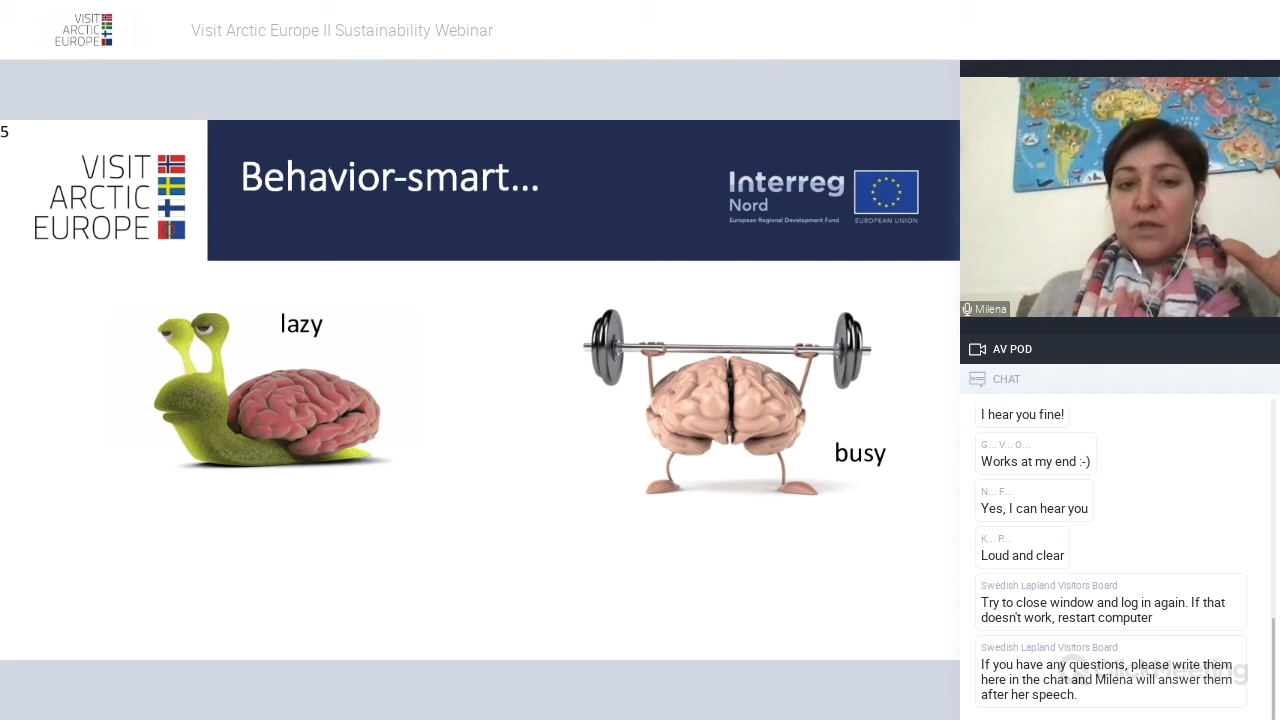 VISIT
ARCTIC
EUROPE
Visit Arctic Europe II Sustainability Webinar
5
VISIT
ARCTIC
EUROPE
Behavior-smart...
Interreg
Nord
European Regional Development Fund
EUROPEAN UNION
lazy
busy
Milena
AV POD
CHAT
I hear you fine!
G... V... O...
Works at my end :-)
N... F...
Yes, I can hear you
K... P...
Loud and clear
Swedish Lapland Visitors Board
Try to close window and log in again. If that
doesn't work, restart computer
Swedish Lapland Visitors Board
If you have any questions, please write them
here in the chat and Milena will answer them
after her speech.